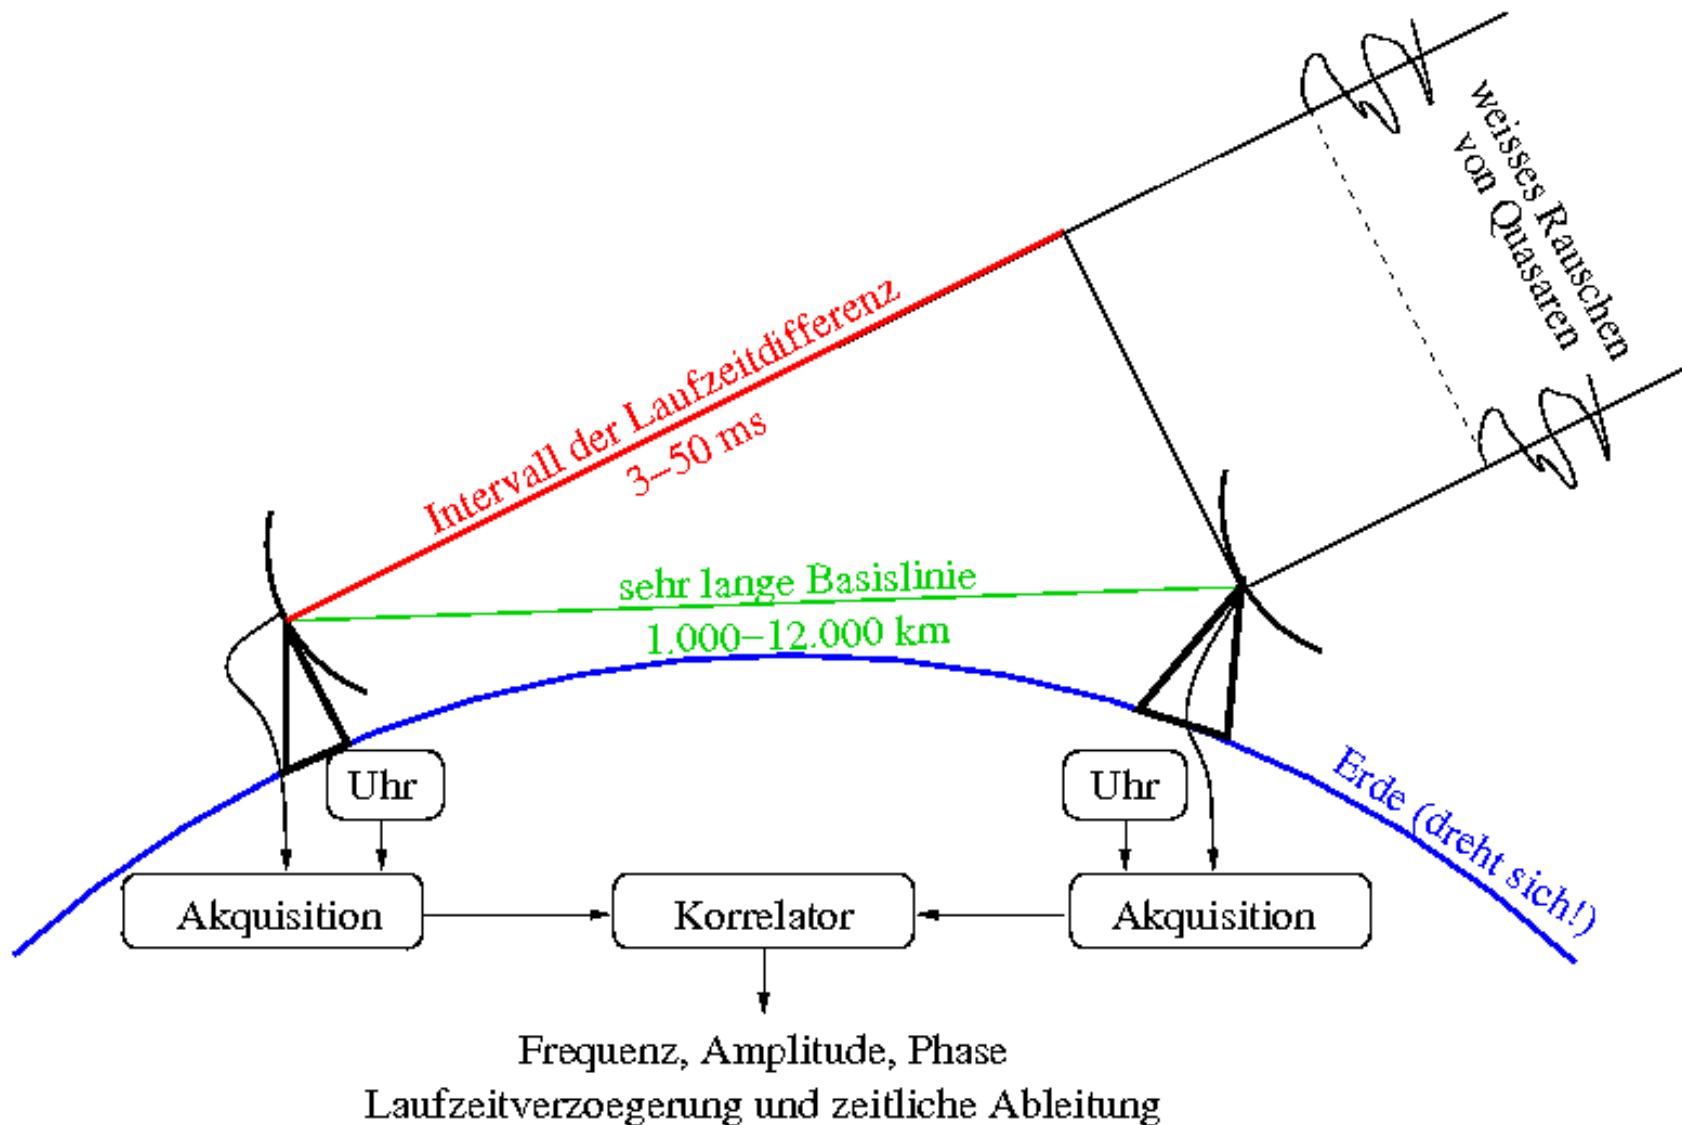 weisses Rauschen
von Quasaren
Intervall der Laufzeitdifferenz
3–50 ms
sehr lange Basislinie
1.000–12.000 km
Uhr
Uhr
Erde (dreht sich!)
Akquisition
Korrelator
Akquisition
Frequenz, Amplitude, Phase
Laufzeitverzoegerung und zeitliche Ableitung